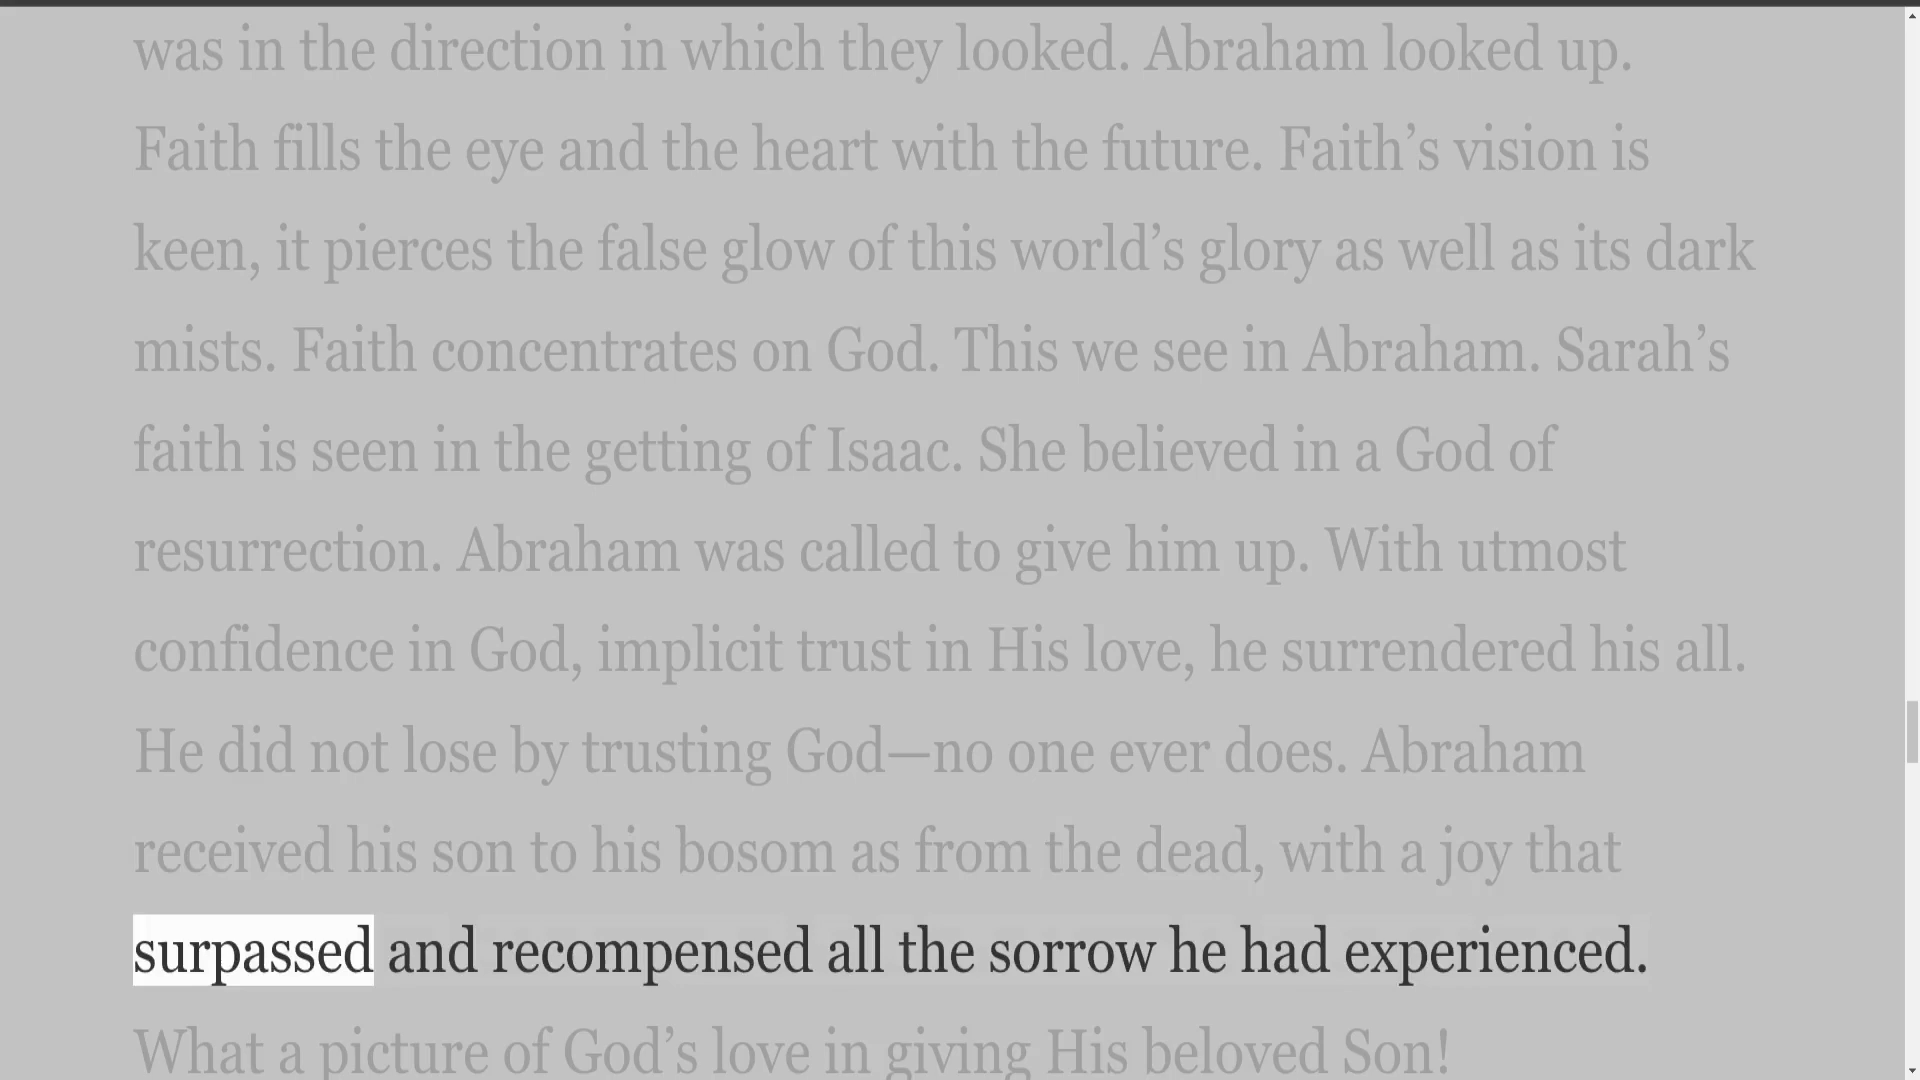 was in the direction in which they looked. Abraham looked up.
Faith fills the eye and the heart with the future. Faith’s vision is
keen, it pierces the false glow of this world’s glory as well as its dark
mists. Faith concentrates on God. This we see in Abraham. Sarah’s
faith is seen in the getting of Isaac. She believed in a God of
resurrection. Abraham was called to give him up. With utmost
confidence in God, implicit trust in His love, he surrendered his all.
He did not lose by trusting God—no one ever does. Abraham
received his son to his bosom as from the dead, with a joy that
surpassed and recompensed all the sorrow he had experienced.
What a picture of God’s love in giving His beloved Son!